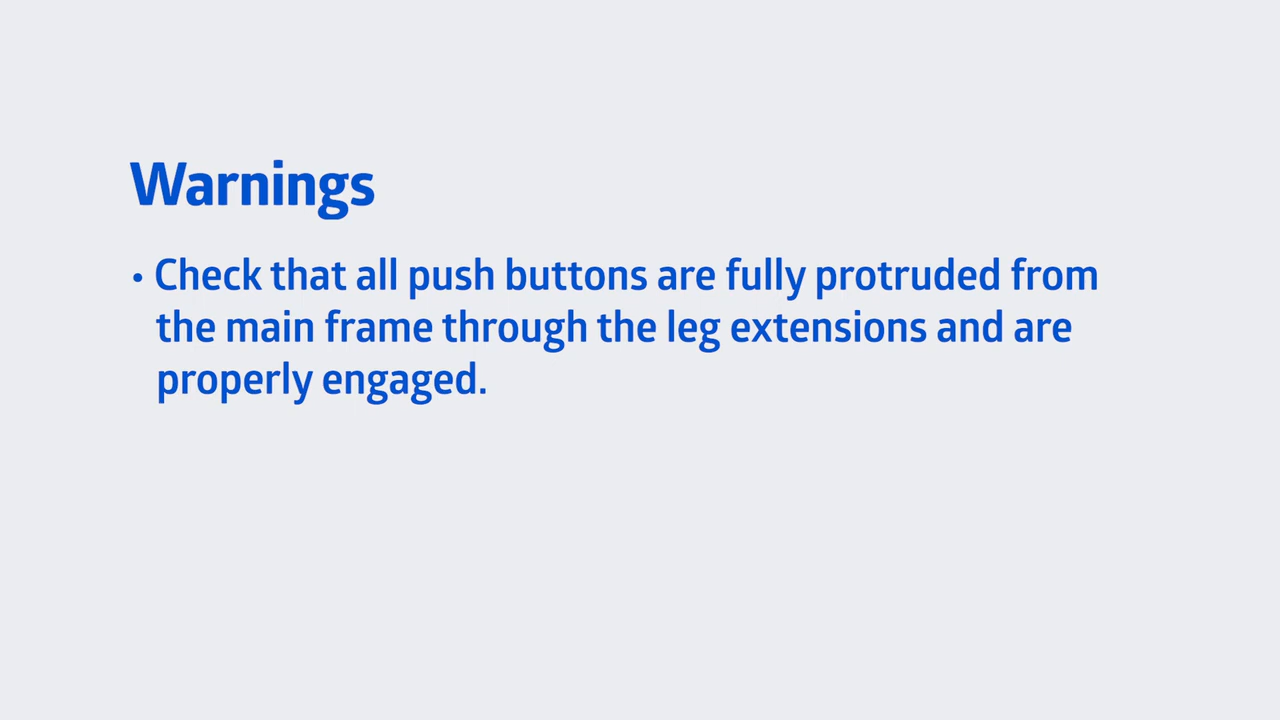 Warnings
• Check that all push buttons are fully protruded from
the main frame through the leg extensions and are
properly engaged.